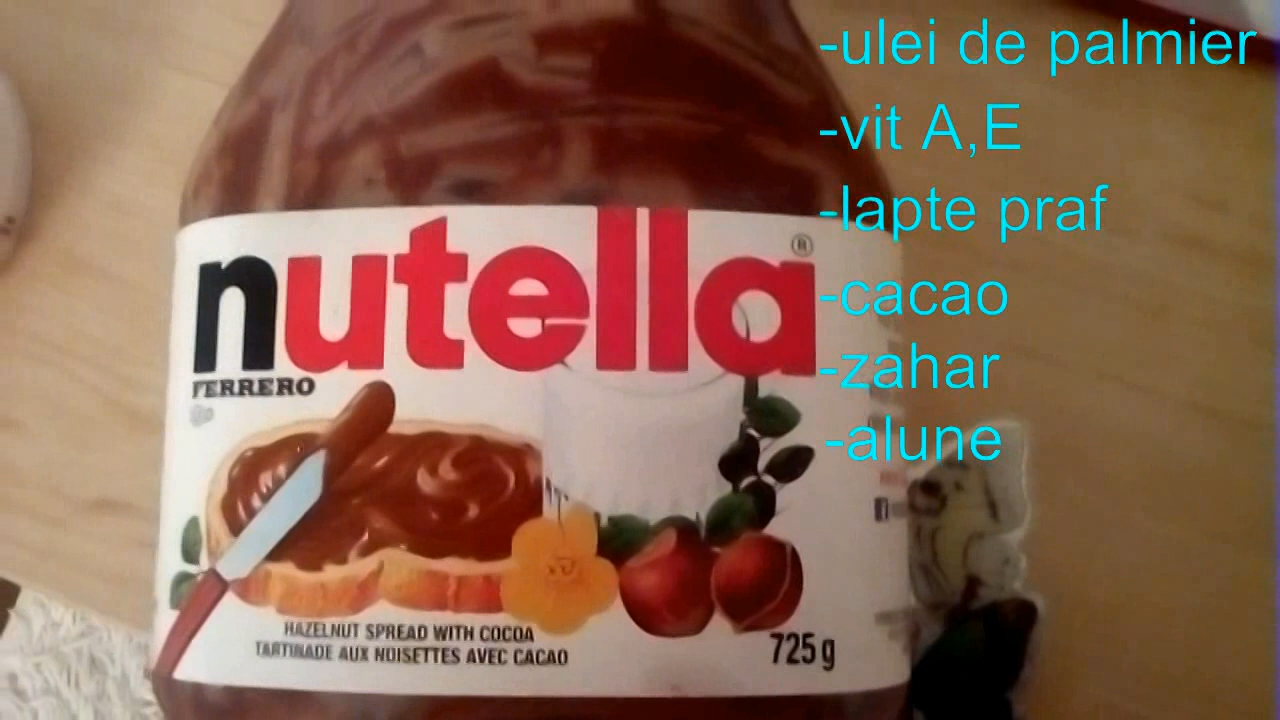 nutella®
FERRERO
HAZELNUT SPREAD WITH COCOA
TARTINADE AUX NOISETTES AVEC CACAO
725 g
-ulei de palmier
-vit A,E
-lapte praf
-cacao
-zahar
-alune